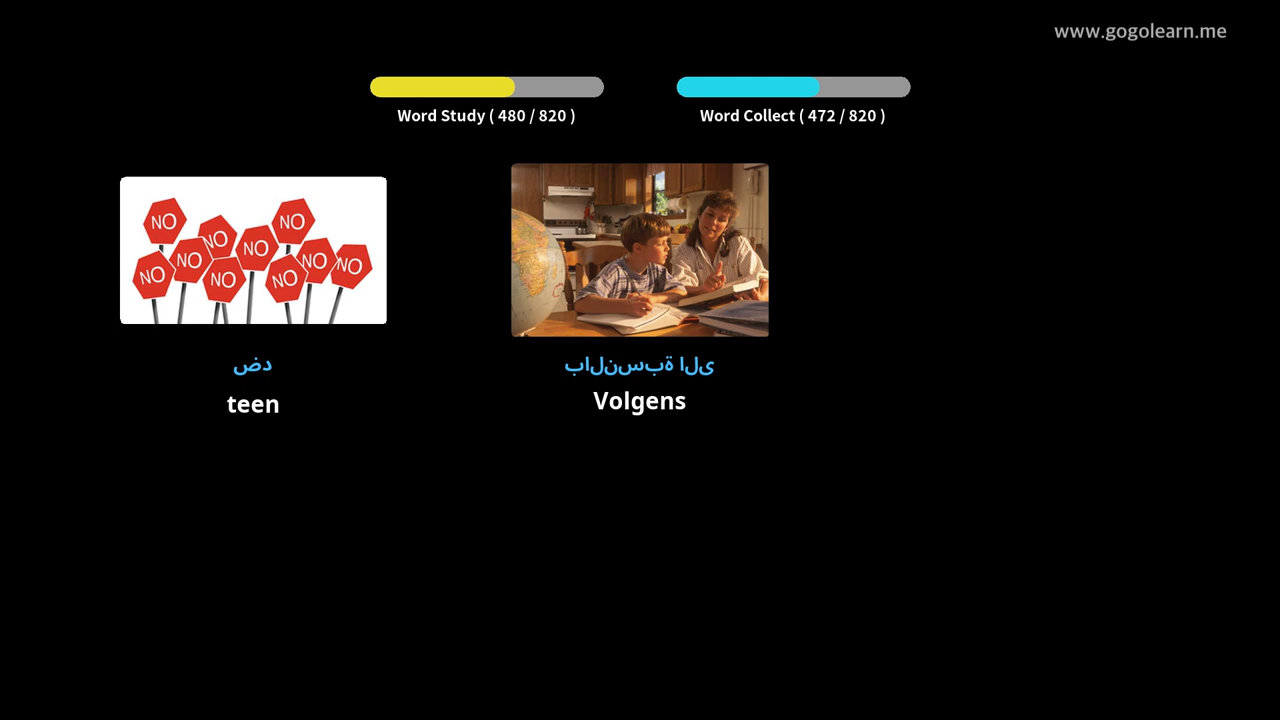 www.gogolearn.me
Word Study ( 480 / 820 )
Word Collect ( 472 / 820 )
NO
NO
NO
NO
NO
NO
NO
NO
NO
NO
ضد
بالنسبة الى
teen
Volgens